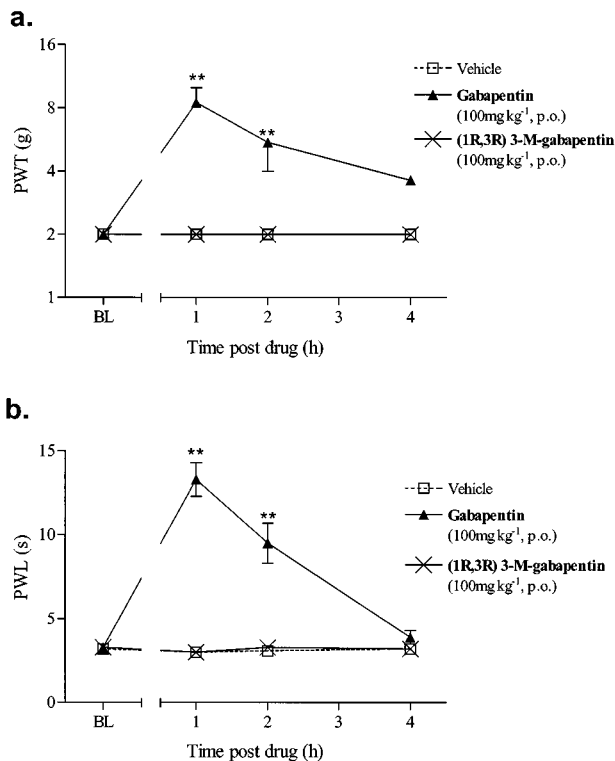 a.
16
8
4
2
1
PWT (g)
**
**
BL
1
2
3
4
Time post drug (h)
Vehicle
Gabapentin
(100mg kg⁻¹, p.o.)
(1R,3R) 3-M-gabapentin
(100mg kg⁻¹, p.o.)
b.
15
10
5
0
PWL (s)
**
**
BL
1
2
3
4
Time post drug (h)
Vehicle
Gabapentin
(100mg kg⁻¹, p.o.)
(1R,3R) 3-M-gabapentin
(100mg kg⁻¹, p.o.)